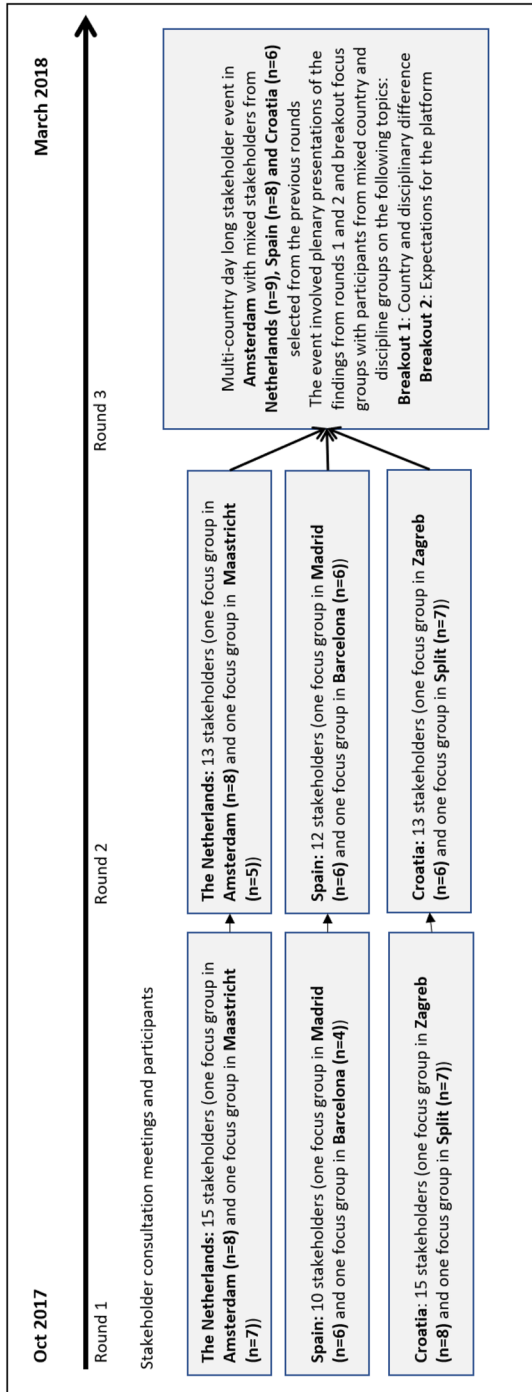 Oct 2017
March 2018
Round 1
Round 2
Round 3
Stakeholder consultation meetings and participants
The Netherlands: 15 stakeholders (one focus group in
Amsterdam (n=8) and one focus group in Maastricht
(n=7))
The Netherlands: 13 stakeholders (one focus group in
Amsterdam (n=8) and one focus group in Maastricht
(n=5))
Spain: 10 stakeholders (one focus group in Madrid
(n=6) and one focus group in Barcelona (n=4))
Spain: 12 stakeholders (one focus group in Madrid
(n=6) and one focus group in Barcelona (n=6))
Croatia: 15 stakeholders (one focus group in Zagreb
(n=8) and one focus group in Split (n=7))
Croatia: 13 stakeholders (one focus group in Zagreb
(n=6) and one focus group in Split (n=7))
Multi-country day long stakeholder event in
Amsterdam with mixed stakeholders from
Netherlands (n=9), Spain (n=8) and Croatia (n=6)
selected from the previous rounds
The event involved plenary presentations of the
findings from rounds 1 and 2 and breakout focus
groups with participants from mixed country and
discipline groups on the following topics:
Breakout 1: Country and disciplinary difference
Breakout 2: Expectations for the platform